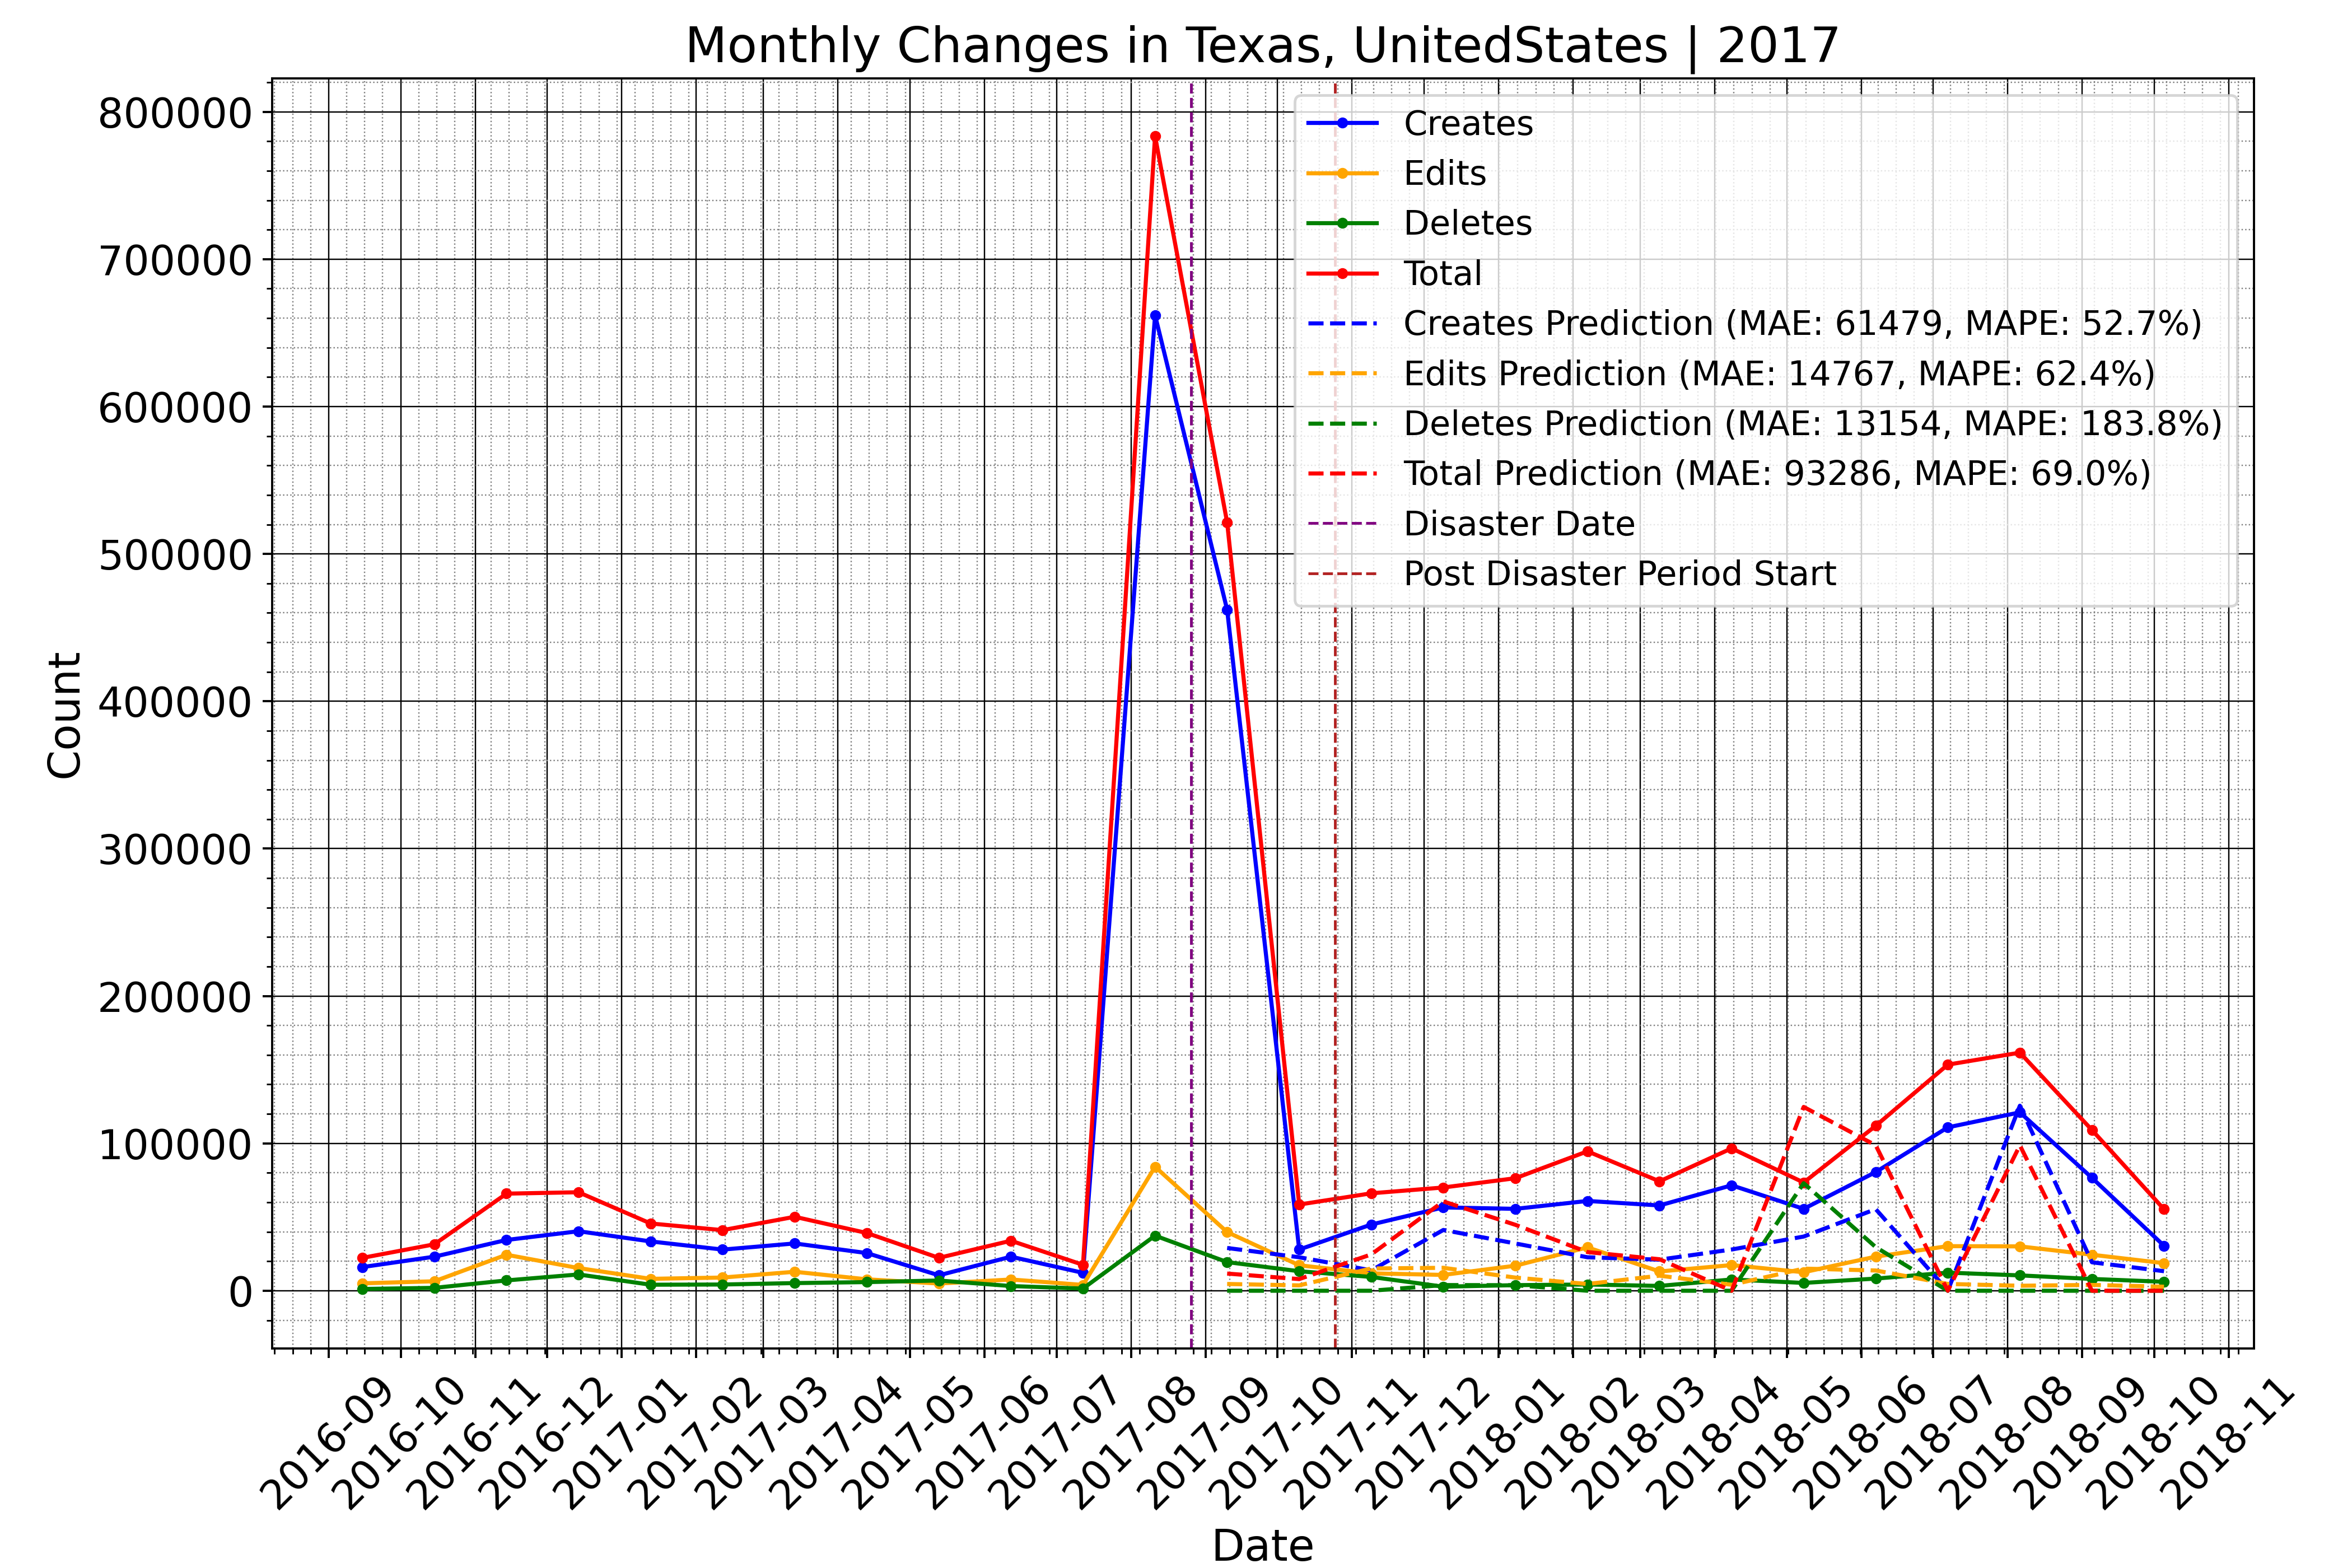 Monthly Changes in Texas, UnitedStates | 2017
800000
700000
600000
500000
400000
300000
200000
100000
0
Count
Creates
Edits
Deletes
Total
Creates Prediction (MAE: 61479, MAPE: 52.7%)
Edits Prediction (MAE: 14767, MAPE: 62.4%)
Deletes Prediction (MAE: 13154, MAPE: 183.8%)
Total Prediction (MAE: 93286, MAPE: 69.0%)
Disaster Date
Post Disaster Period Start
2016-09
2016-10
2016-11
2016-12
2017-01
2017-02
2017-03
2017-04
2017-05
2017-06
2017-07
2017-08
2017-09
2017-10
2017-11
2017-12
2018-01
2018-02
2018-03
2018-04
2018-05
2018-06
2018-07
2018-08
2018-09
2018-10
2018-11
Date